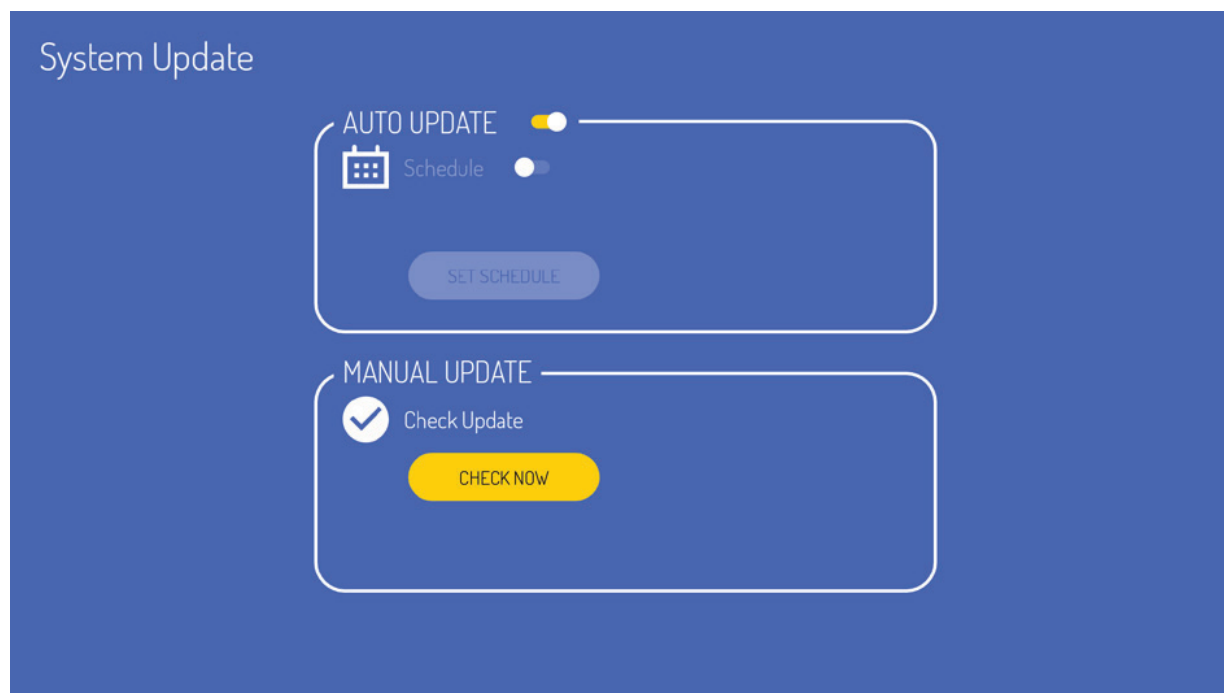 System Update
AUTO UPDATE
Schedule
SET SCHEDULE
MANUAL UPDATE
Check Update
CHECK NOW